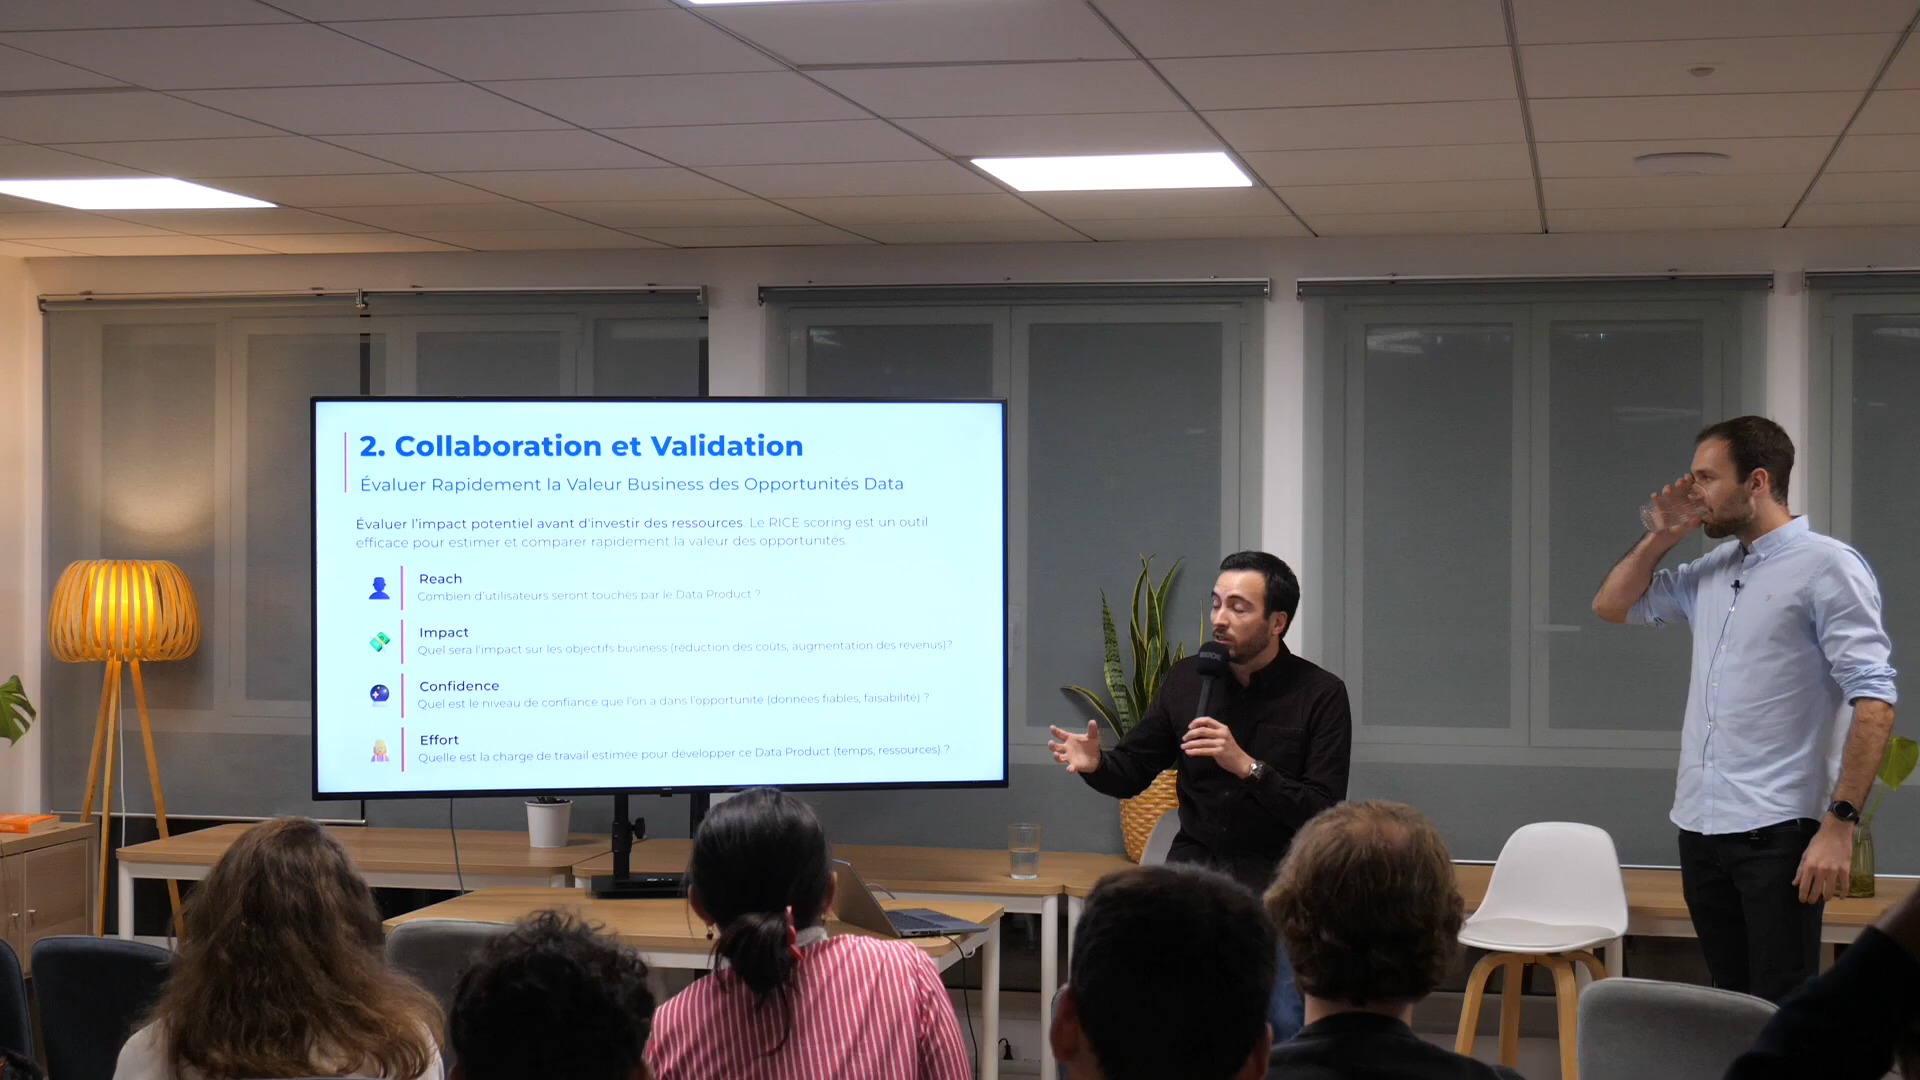 2. Collaboration et Validation
Évaluer Rapidement la Valeur Business des Opportunités Data
Évaluer l'impact potentiel avant d'investir des ressources. Le RICE scoring est un outil
efficace pour estimer et comparer rapidement la valeur des opportunités.
Reach
Combien d'utilisateurs seront touchés par le Data Product ?
Impact
Quel sera l'impact sur les objectifs business (réduction des coûts, augmentation des revenus)?
Confidence
Quel est le niveau de confiance que l'on a dans l'opportunité (données fiables, faisabilité) ?
Effort
Quelle est la charge de travail estimée pour développer ce Data Product (temps, ressources) ?